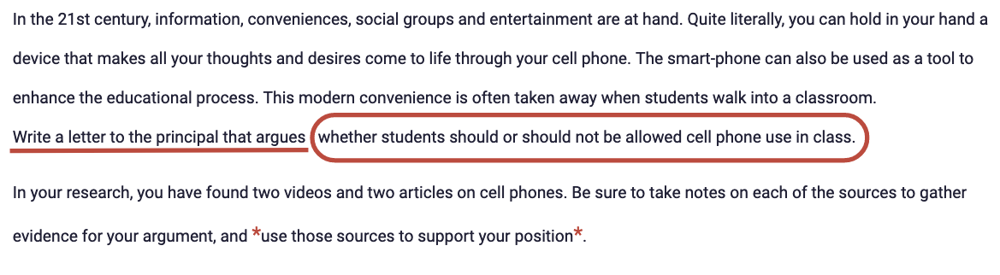 In the 21st century, information, conveniences, social groups and entertainment are at hand. Quite literally, you can hold in your hand a
device that makes all your thoughts and desires come to life through your cell phone. The smart-phone can also be used as a tool to
enhance the educational process. This modern convenience is often taken away when students walk into a classroom.
Write a letter to the principal that argues whether students should or should not be allowed cell phone use in class.
In your research, you have found two videos and two articles on cell phones. Be sure to take notes on each of the sources to gather
evidence for your argument, and *use those sources to support your position*.